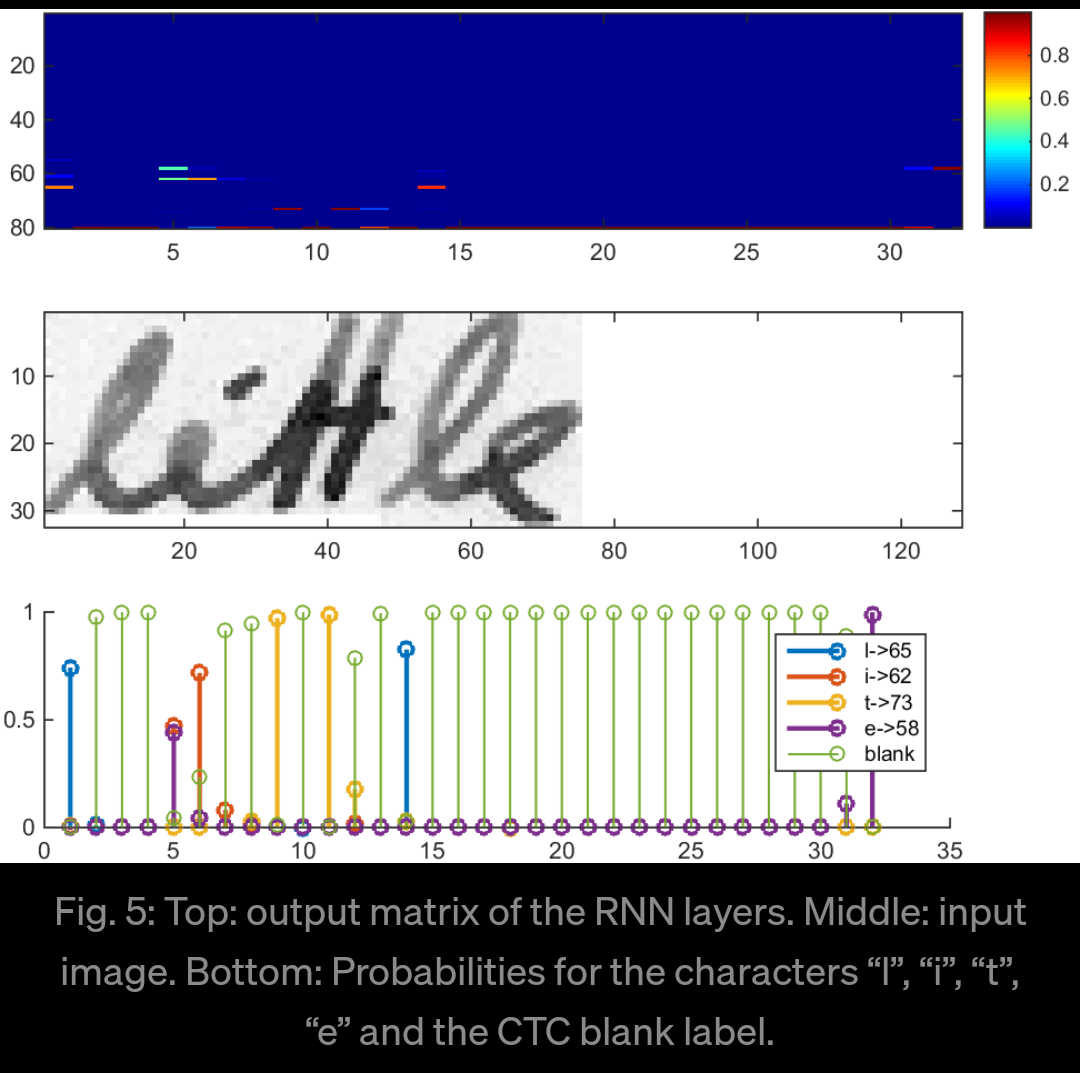 20
40
60
80
5 10 15 20 25 30
0.8
0.6
0.4
0.2
little
10
20
30
20 40 60 80 100 120
1
0.5
0
0 5 10 15 20 25 30 35
l->65
i->62
t->73
e->58
blank
Fig. 5: Top: output matrix of the RNN layers. Middle: input
image. Bottom: Probabilities for the characters “l”, “i”, “t”,
“e” and the CTC blank label.